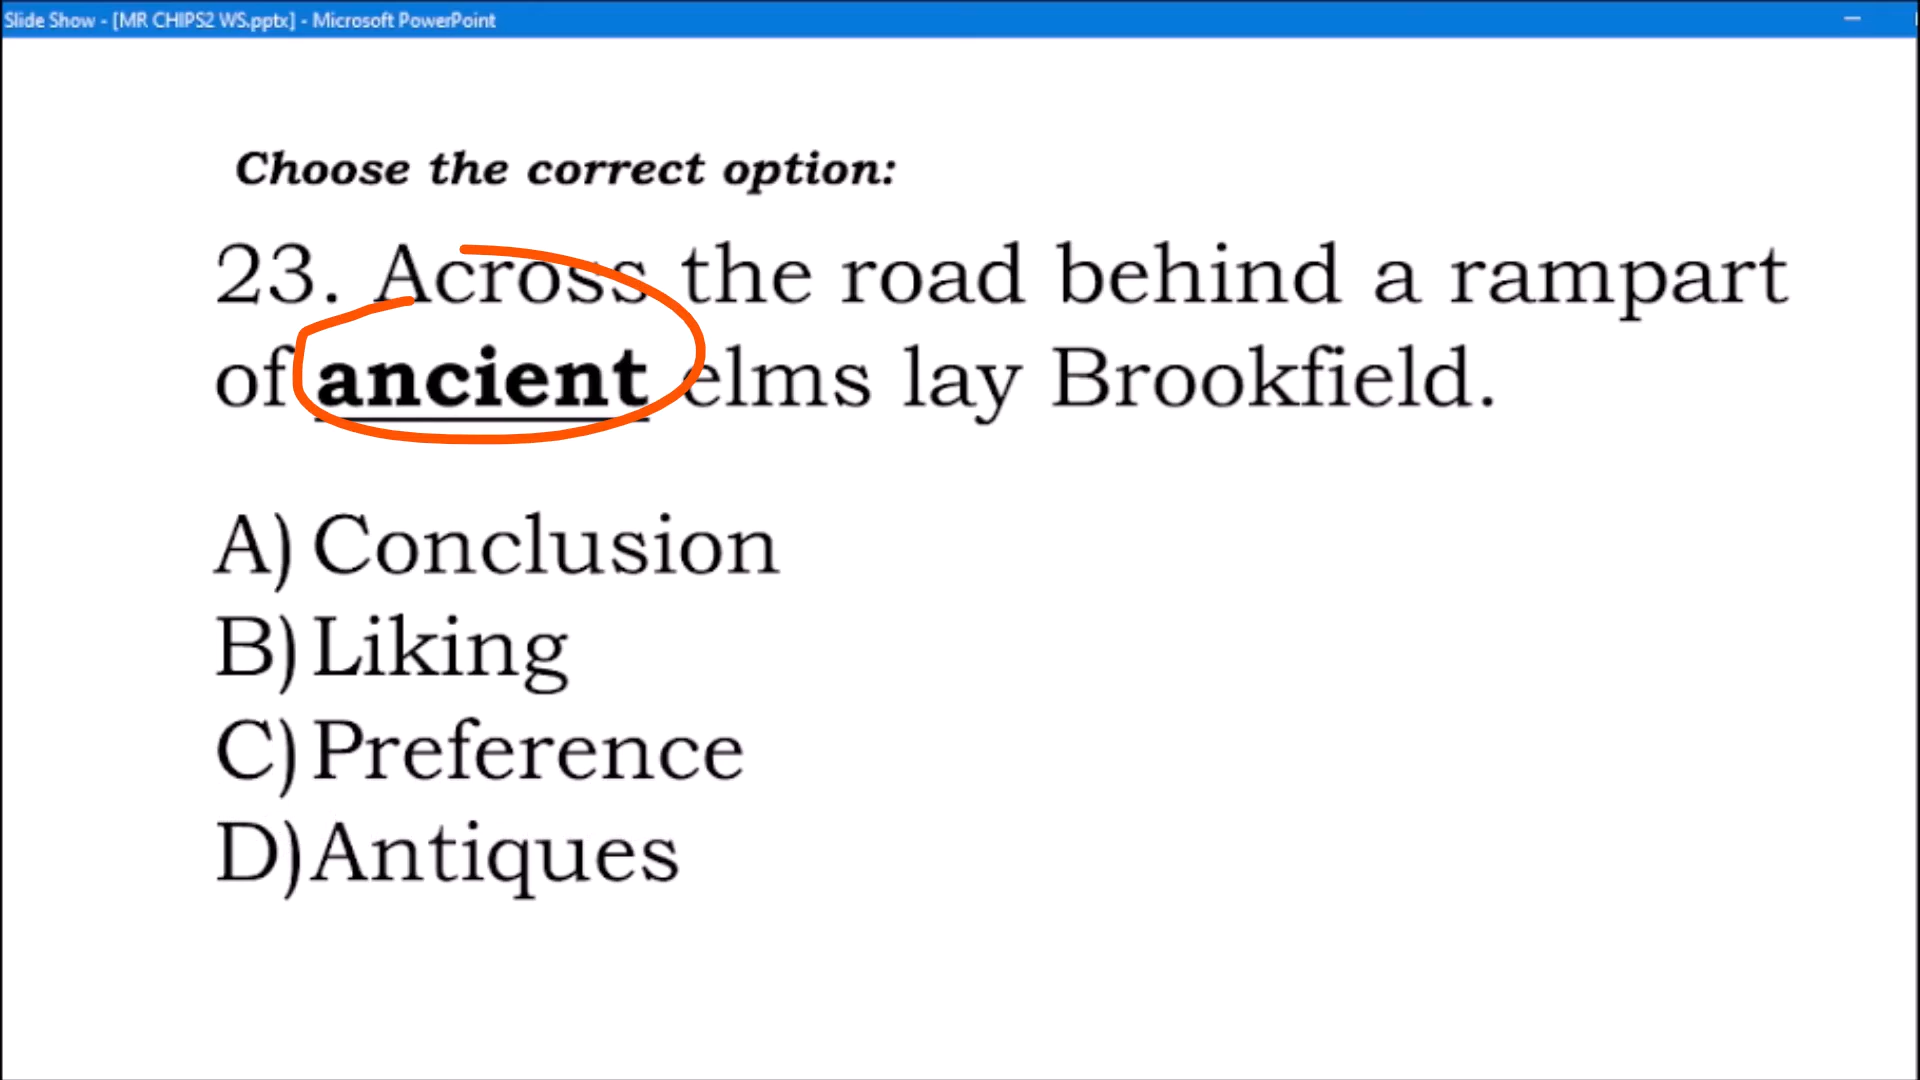 Slide Show - [MR CHIPS2 WS.pptx] - Microsoft PowerPoint
Choose the correct option:
23. Across the road behind a rampart
of ancient elms lay Brookfield.
A) Conclusion
B) Liking
C) Preference
D) Antiques